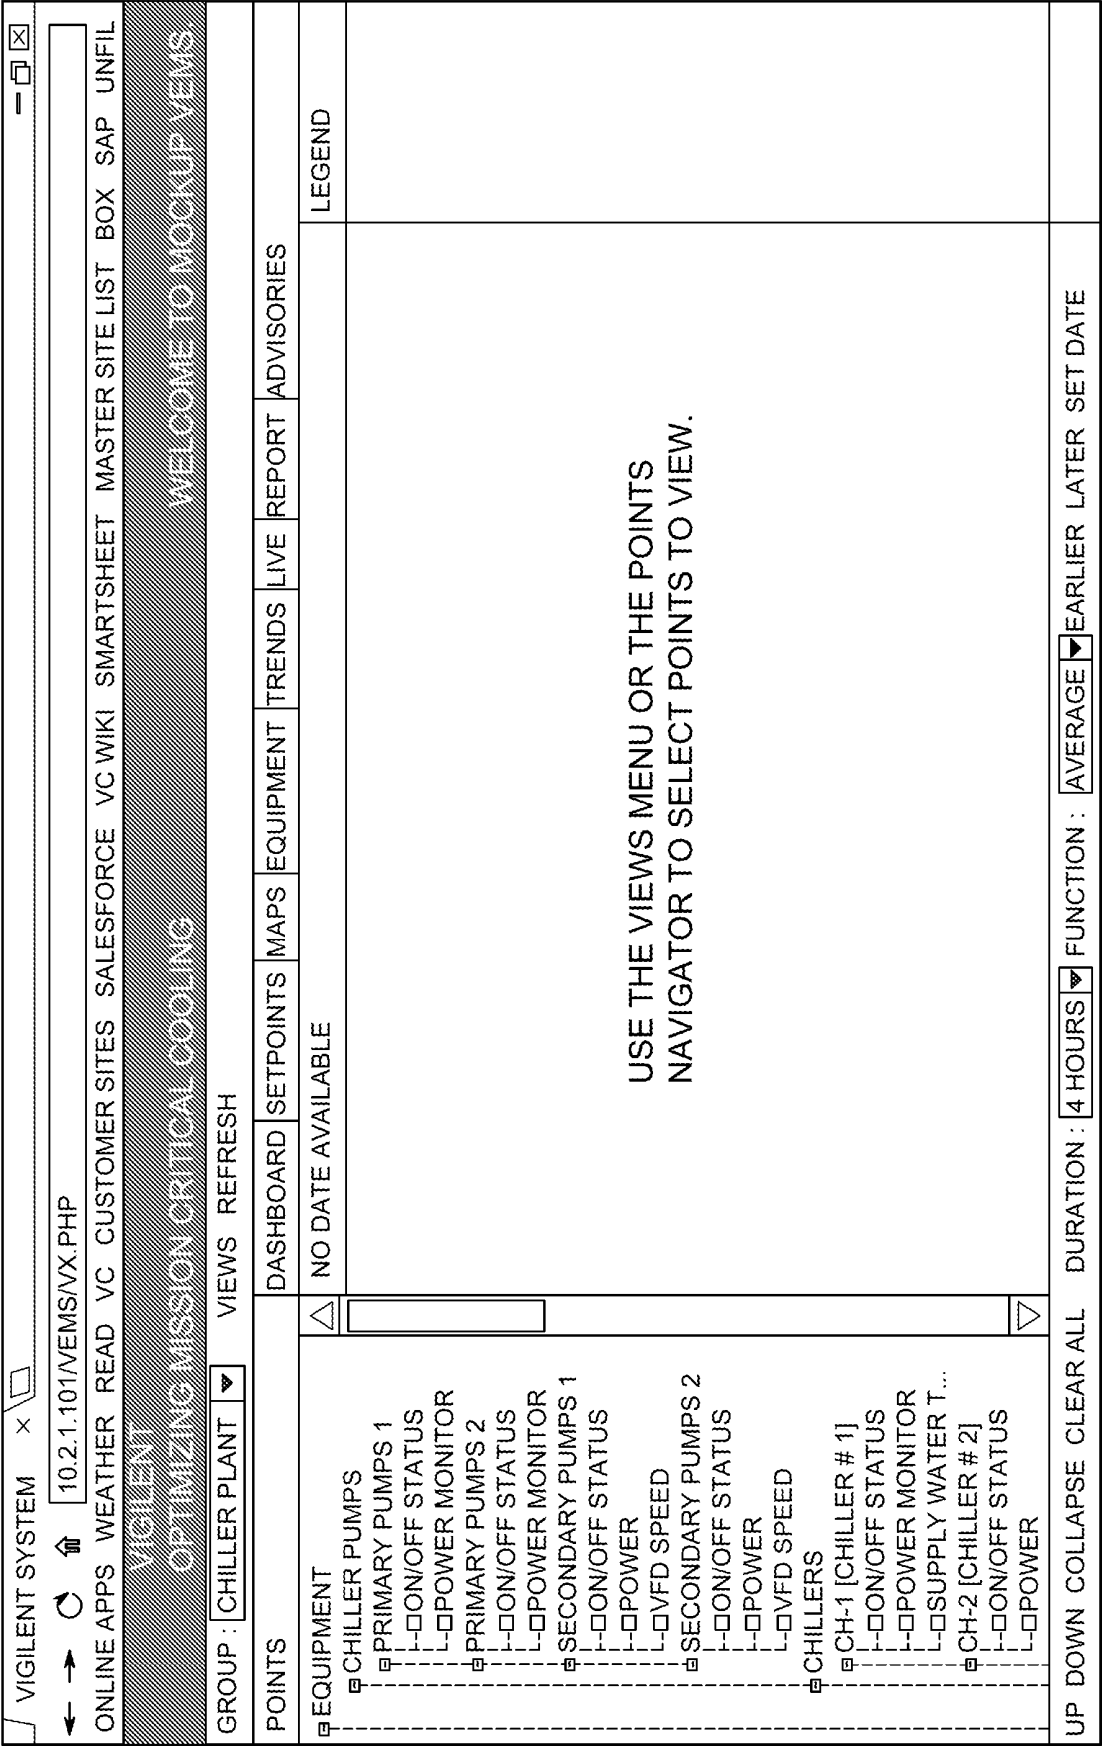 VIGILENT SYSTEM
10.2.1.101/VEMS/VX.PHP
ONLINE APPS WEATHER READ VC CUSTOMER SITES SALESFORCE VC WIKI SMARTSHEET MASTER SITE LIST BOX SAP UNFIL
VIGILENT
OPTIMIZING MISSION CRITICAL COOLING WELCOME TO MOCKUP VEMS.
GROUP : CHILLER PLANT VIEWS REFRESH
POINTS DASHBOARD SETPOINTS MAPS EQUIPMENT TRENDS LIVE REPORT ADVISORIES
NO DATE AVAILABLE LEGEND
EQUIPMENT
CHILLER PUMPS
PRIMARY PUMPS 1
ON/OFF STATUS
POWER MONITOR
PRIMARY PUMPS 2
ON/OFF STATUS
POWER MONITOR
SECONDARY PUMPS 1
ON/OFF STATUS
POWER
VFD SPEED
SECONDARY PUMPS 2
ON/OFF STATUS
POWER
VFD SPEED
CHILLERS
CH-1 [CHILLER # 1]
ON/OFF STATUS
POWER MONITOR
SUPPLY WATER T...
CH-2 [CHILLER # 2]
ON/OFF STATUS
POWER
USE THE VIEWS MENU OR THE POINTS
NAVIGATOR TO SELECT POINTS TO VIEW.
UP DOWN COLLAPSE CLEAR ALL DURATION : 4 HOURS FUNCTION : AVERAGE EARLIER LATER SET DATE